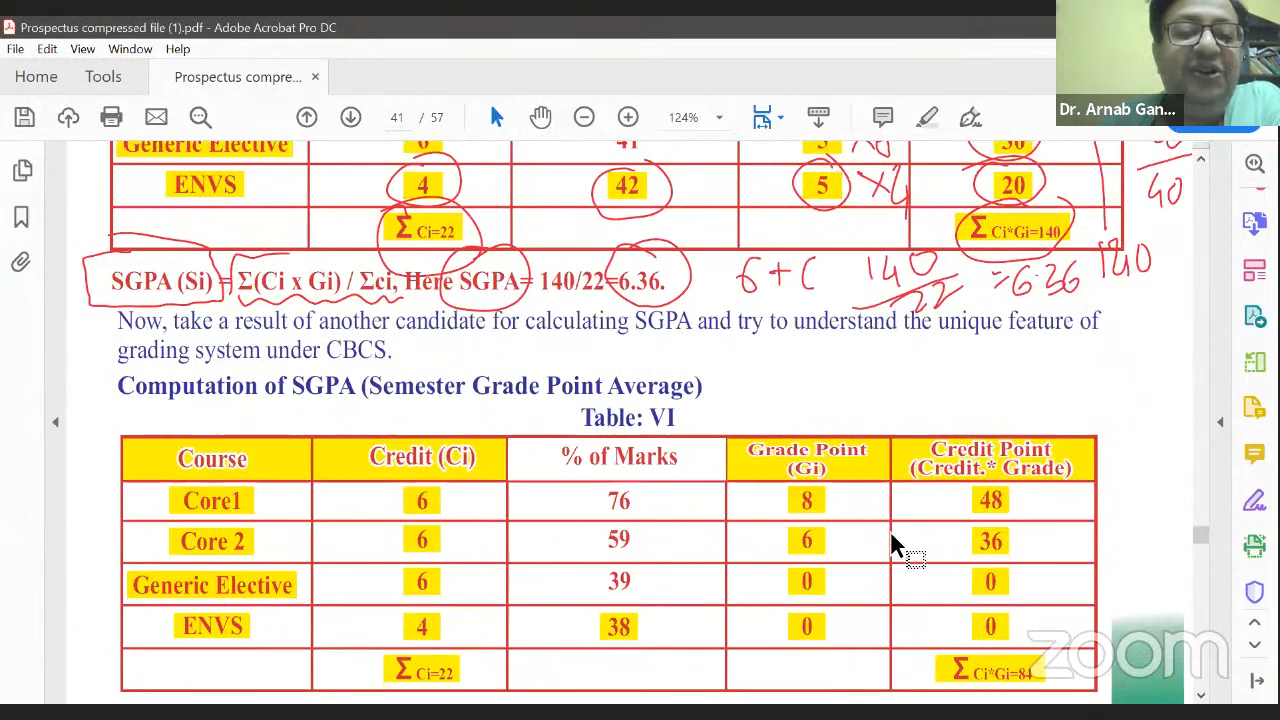 Prospectus compressed file (1).pdf - Adobe Acrobat Pro DC
File Edit View Window Help
Home Tools Prospectus compre... ×
41 / 57 124%
Dr. Arnab Gan...
Generic Elective 6 41 5 30
ENVS 4 42 5 20
×4
40
Σ Ci=22 Σ Ci*Gi=140
SGPA (Si) = Σ(Ci x Gi) / Σci, Here SGPA= 140/22=6.36.
140
22
=6.36
140
Now, take a result of another candidate for calculating SGPA and try to understand the unique feature of
grading system under CBCS.
Computation of SGPA (Semester Grade Point Average)
Table: VI
Course Credit (Ci) % of Marks Grade Point (Gi) Credit Point (Credit.* Grade)
Core1 6 76 8 48
Core 2 6 59 6 36
Generic Elective 6 39 0 0
ENVS 4 38 0 0
Σ Ci=22 Σ Ci*Gi=84
zoom